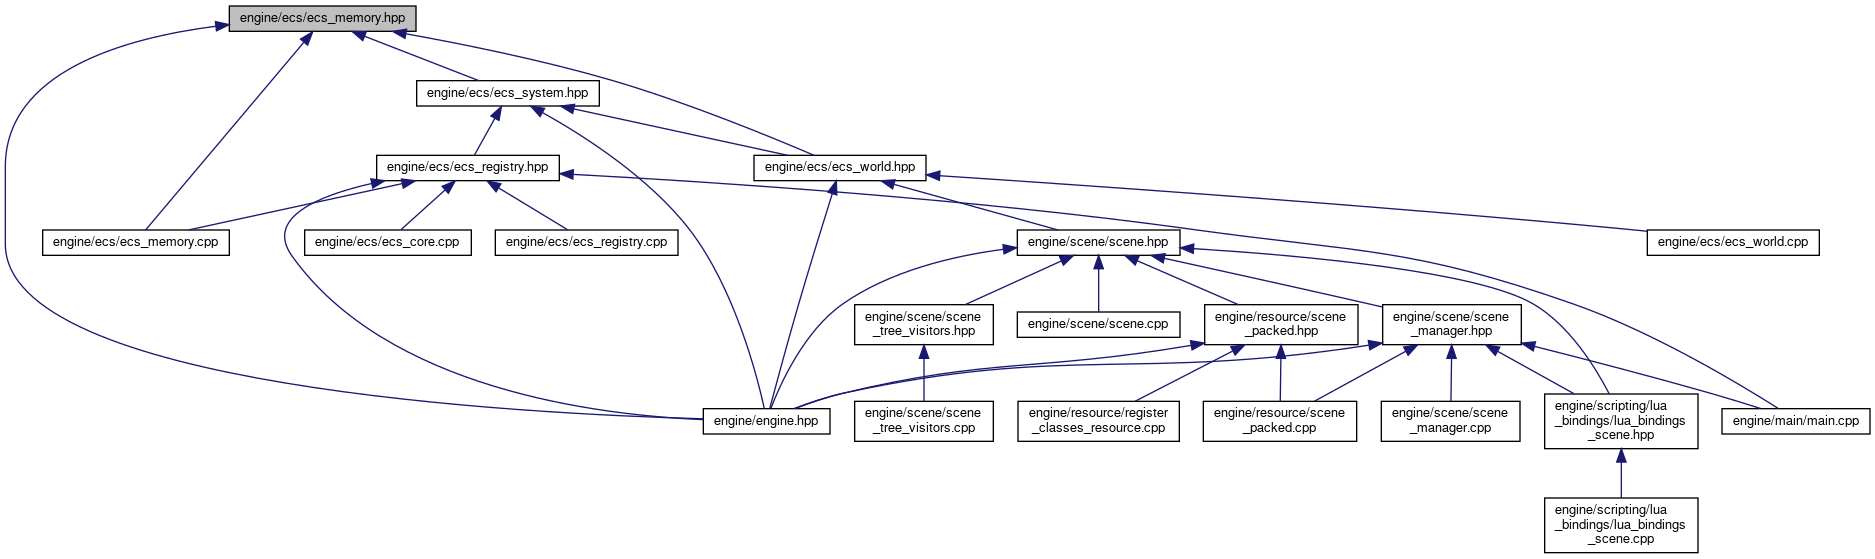 engine/ecs/ecs_memory.hpp
engine/ecs/ecs_system.hpp
engine/ecs/ecs_registry.hpp
engine/ecs/ecs_world.hpp
engine/ecs/ecs_memory.cpp
engine/ecs/ecs_core.cpp
engine/ecs/ecs_registry.cpp
engine/scene/scene.hpp
engine/ecs/ecs_world.cpp
engine/scene/scene
_tree_visitors.hpp
engine/scene/scene.cpp
engine/resource/scene
_packed.hpp
engine/scene/scene
_manager.hpp
engine/engine.hpp
engine/scene/scene
_tree_visitors.cpp
engine/resource/register
_classes_resource.cpp
engine/resource/scene
_packed.cpp
engine/scene/scene
_manager.cpp
engine/scripting/lua
_bindings/lua_bindings
_scene.hpp
engine/main/main.cpp
engine/scripting/lua
_bindings/lua_bindings
_scene.cpp